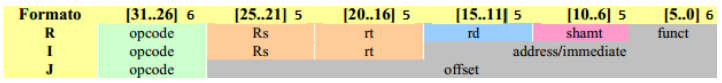 Formato [31..26] 6 [25..21] 5 [20..16] 5 [15..11] 5 [10..6] 5 [5..0] 6
R opcode Rs rt rd shamt funct
I opcode Rs rt address/immediate
J opcode offset